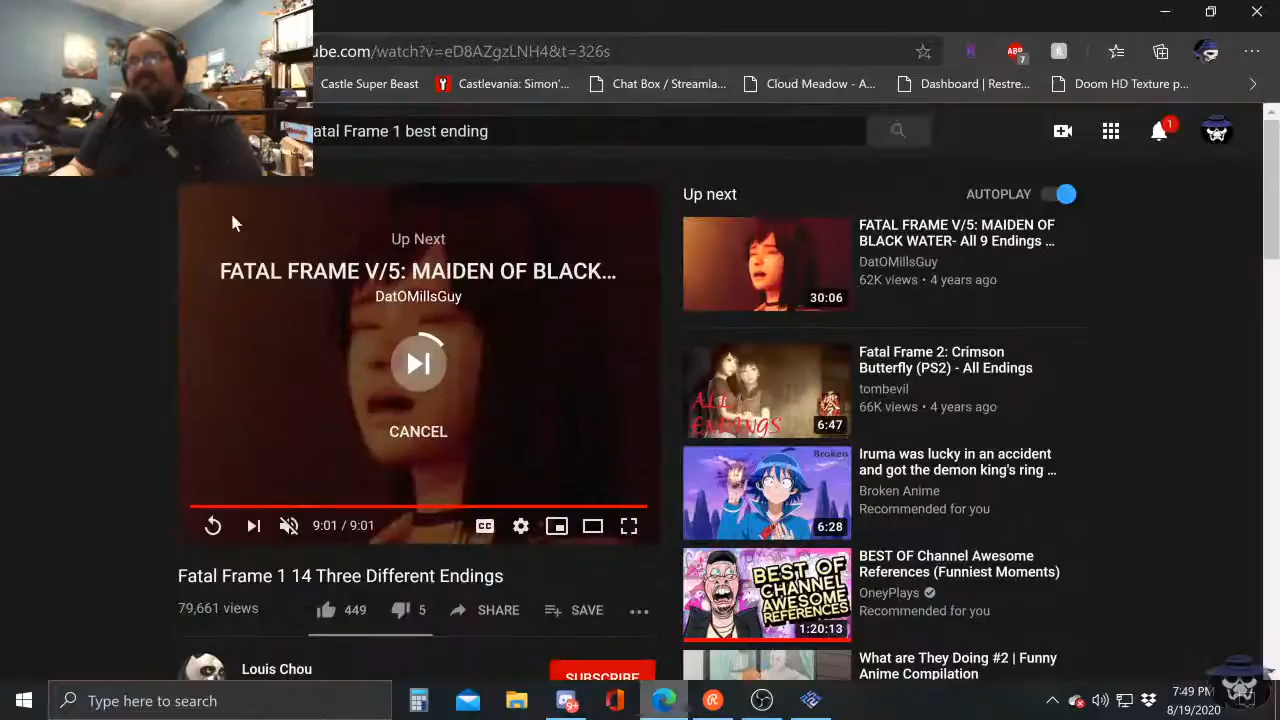 ube.com/watch?v=eD8AZgzLNH4&t=326s
ABP
7
Castle Super Beast
Castlevania: Simon'...
Chat Box / Streamla...
Cloud Meadow - A...
Dashboard | Restre...
Doom HD Texture p...
atal Frame 1 best ending
1
Up next
AUTOPLAY
Up Next
FATAL FRAME V/5: MAIDEN OF BLACK...
DatOMillsGuy
CANCEL
9:01 / 9:01
CC
Fatal Frame 1 14 Three Different Endings
79,661 views
449
5
SHARE
SAVE
Louis Chou
SUBSCRIBE
30:06
FATAL FRAME V/5: MAIDEN OF
BLACK WATER- All 9 Endings ...
DatOMillsGuy
62K views • 4 years ago
ALL
ENDINGS
6:47
Fatal Frame 2: Crimson
Butterfly (PS2) - All Endings
tombevil
66K views • 4 years ago
Broken
6:28
Iruma was lucky in an accident
and got the demon king's ring ...
Broken Anime
Recommended for you
BEST OF
CHANNEL
AWESOME
REFERENCES
1:20:13
BEST OF Channel Awesome
References (Funniest Moments)
OneyPlays
Recommended for you
What are They Doing #2 | Funny
Anime Compilation
Type here to search
9+
7:49 PM
8/19/2020